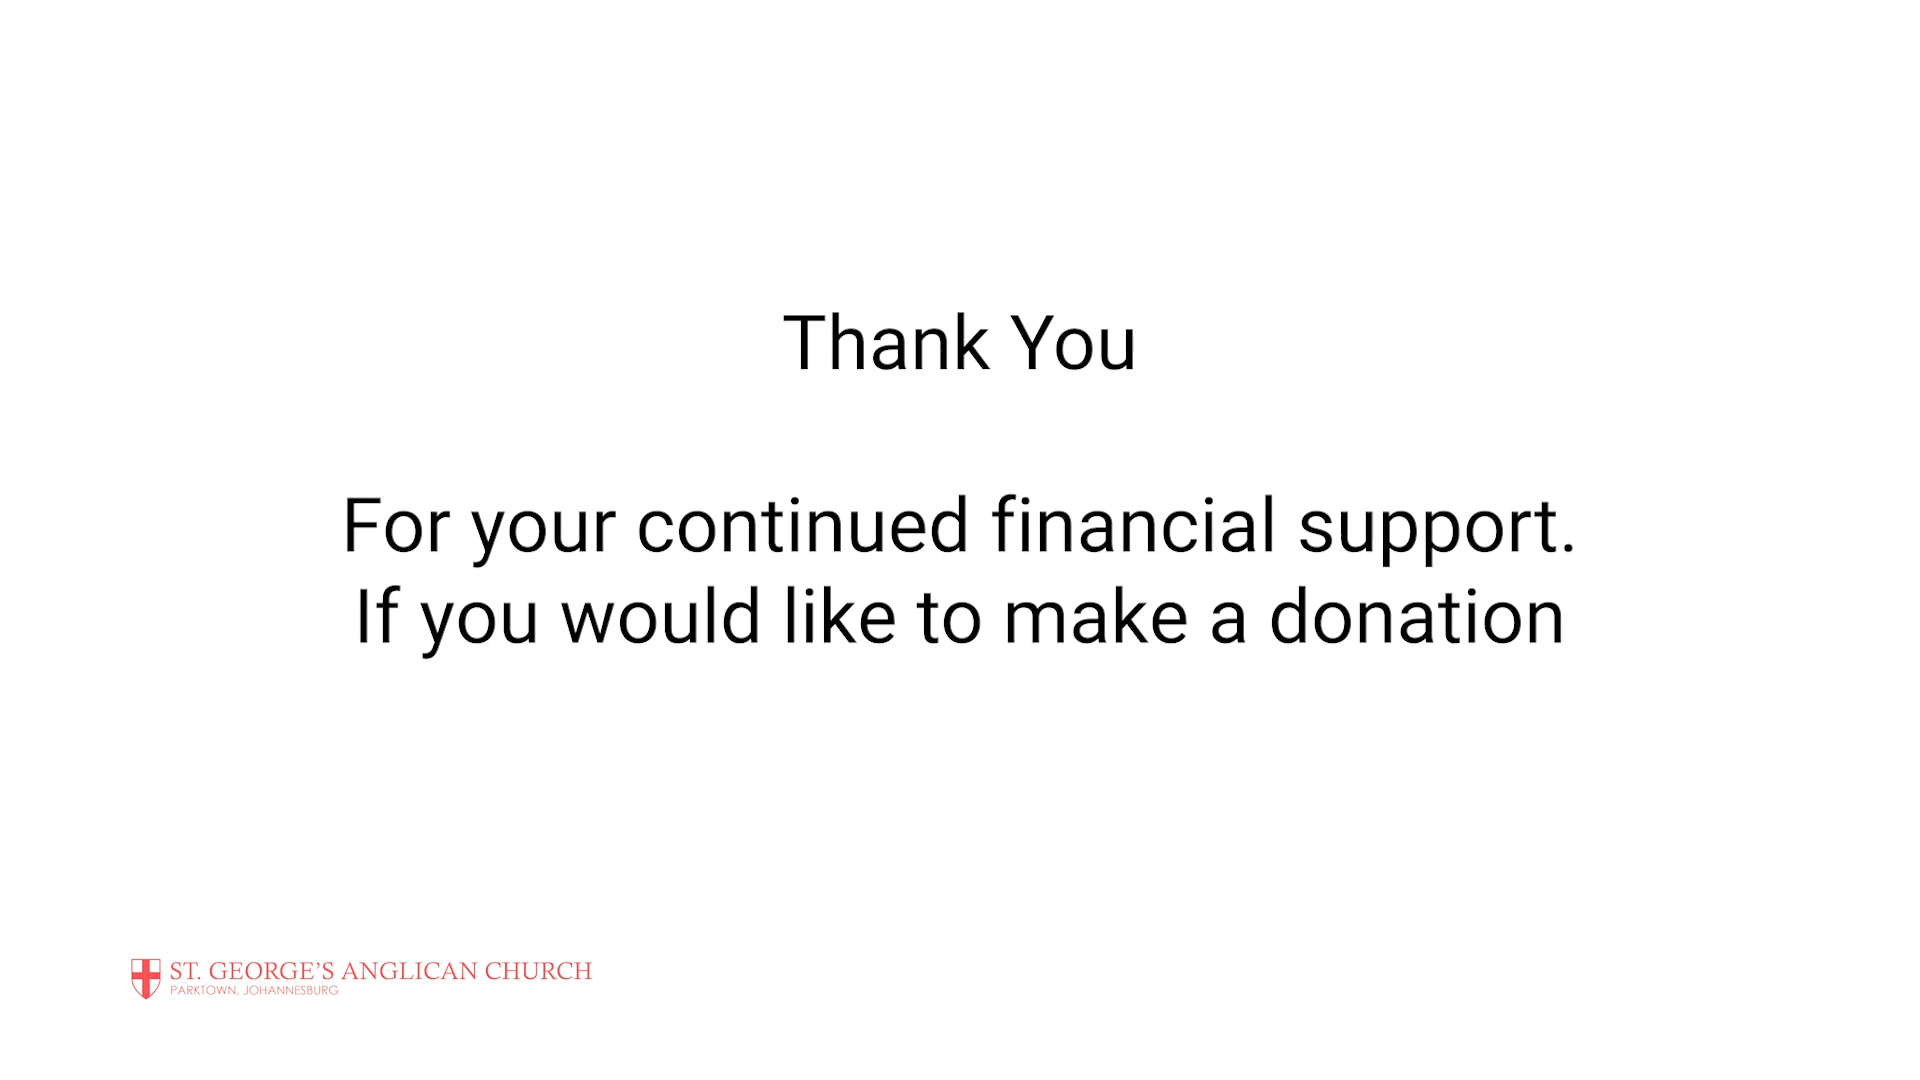 Thank You
For your continued financial support.
If you would like to make a donation
ST. GEORGE’S ANGLICAN CHURCH
PARKTOWN, JOHANNESBURG